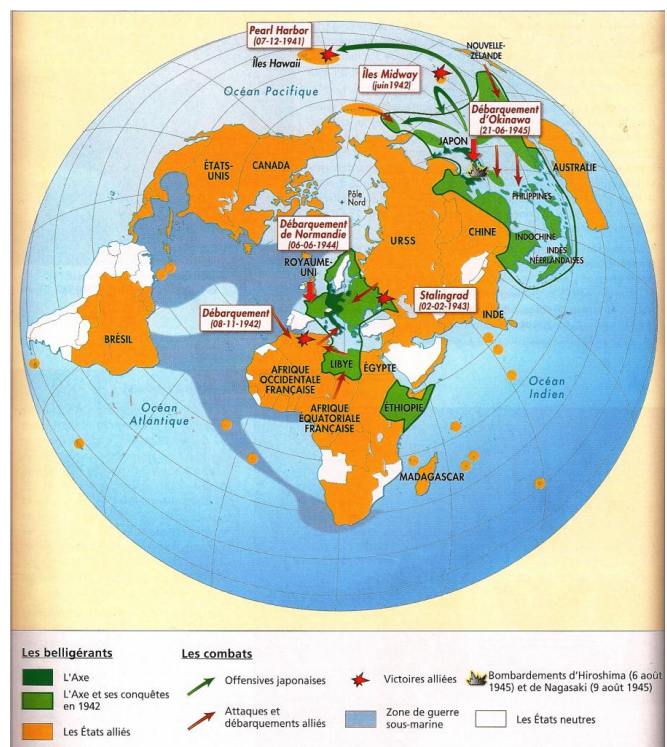 Pearl Harbor
(07-12-1941)
Îles Hawaii
NOUVELLE-
ZÉLANDE
Îles Midway
(juin1942)
Océan Pacifique
Débarquement
d'Okinawa
(21-06-1945)
JAPON
AUSTRALIE
ÉTATS-
UNIS
CANADA
Pôle
+ Nord
PHILIPPINES
Débarquement
de Normandie
(06-06-1944)
URSS
CHINE
INDOCHINE
INDES
NÉERLANDAISES
ROYAUME-
UNI
Stalingrad
(02-02-1943)
Débarquement
(08-11-1942)
INDE
BRÉSIL
LIBYE
ÉGYPTE
AFRIQUE
OCCIDENTALE
FRANÇAISE
Océan
Indien
Océan
Atlantique
ÉTHIOPIE
AFRIQUE
ÉQUATORIALE
FRANÇAISE
MADAGASCAR
Les belligérants
L'Axe
L'Axe et ses conquêtes
en 1942
Les États alliés
Les combats
Offensives japonaises
Attaques et
débarquements alliés
Victoires alliées
Zone de guerre
sous-marine
Bombardements d'Hiroshima (6 août
1945) et de Nagasaki (9 août 1945)
Les États neutres